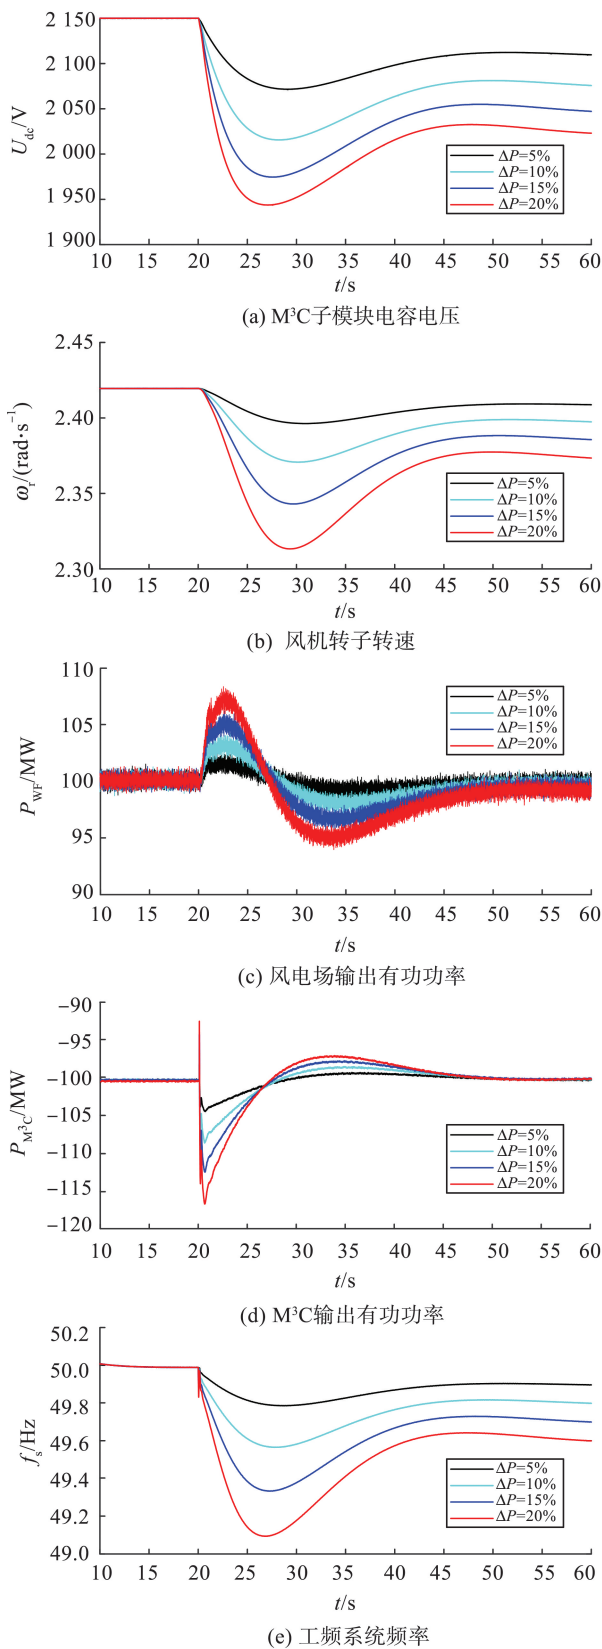 2 150
2 100
2 050
2 000
1 950
1 900
U_dc/V
ΔP=5%
ΔP=10%
ΔP=15%
ΔP=20%
10 15 20 25 30 35 40 45 50 55 60
t/s
(a) M³C子模块电容电压
2.45
2.40
2.35
2.30
ω_r/(rad·s⁻¹)
ΔP=5%
ΔP=10%
ΔP=15%
ΔP=20%
10 15 20 25 30 35 40 45 50 55 60
t/s
(b) 风机转子转速
110
105
100
95
90
P_WF/MW
ΔP=5%
ΔP=10%
ΔP=15%
ΔP=20%
10 15 20 25 30 35 40 45 50 55 60
t/s
(c) 风电场输出有功功率
−90
−95
−100
−105
−110
−115
−120
P_M³C/MW
ΔP=5%
ΔP=10%
ΔP=15%
ΔP=20%
10 15 20 25 30 35 40 45 50 55 60
t/s
(d) M³C输出有功功率
50.2
50.0
49.8
49.6
49.4
49.2
49.0
f_s/Hz
ΔP=5%
ΔP=10%
ΔP=15%
ΔP=20%
10 15 20 25 30 35 40 45 50 55 60
t/s
(e) 工频系统频率